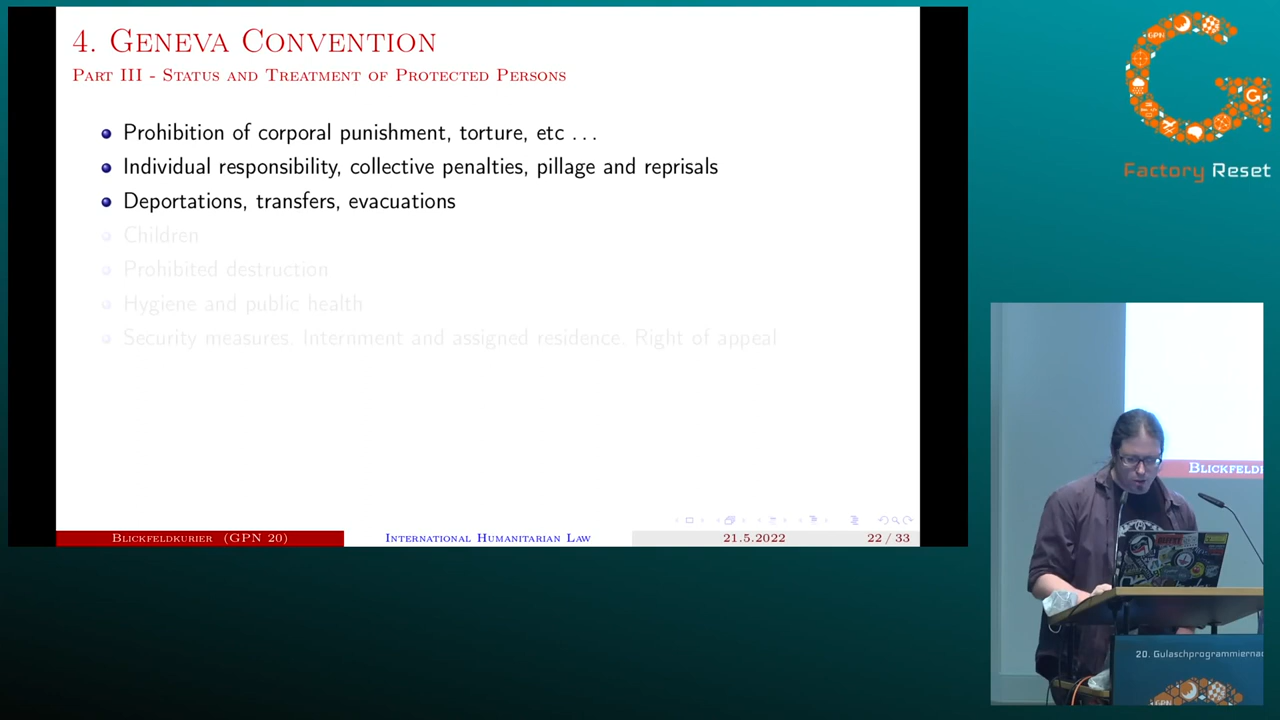 4. Geneva Convention
Part III - Status and Treatment of Protected Persons
Prohibition of corporal punishment, torture, etc ...
Individual responsibility, collective penalties, pillage and reprisals
Deportations, transfers, evacuations
Children
Prohibited destruction
Hygiene and public health
Security measures. Internment and assigned residence. Right of appeal
Blickfeldkurier (GPN 20)
International Humanitarian Law
21.5.2022
22 / 33
GPN
G
Factory Reset
Blickfeld
20. Gulaschprogrammierna